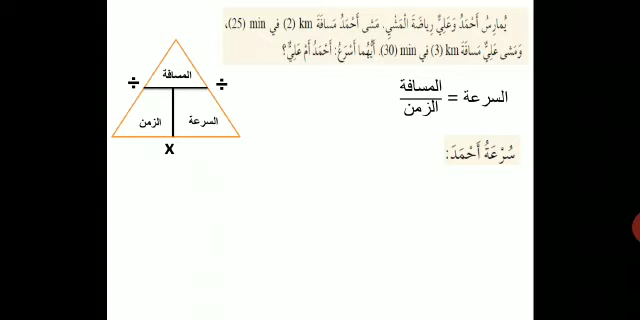 يُمارِسُ أَحْمَدُ وَعَلِيٌّ رِياضَةَ الْمَشْيِ. مَشى أَحْمَدُ مَسافَةَ (2) km في (25) min،
وَمَشى عَلِيٌّ مَسافَةَ (3) km في (30) min. أَيُّهُما أَسْرَعُ: أَحْمَدُ أَمْ عَلِيٌّ؟
السرعة = المسافة
الزمن
سُرْعَةُ أَحْمَدَ:
المسافة
÷ ÷
السرعة الزمن
x